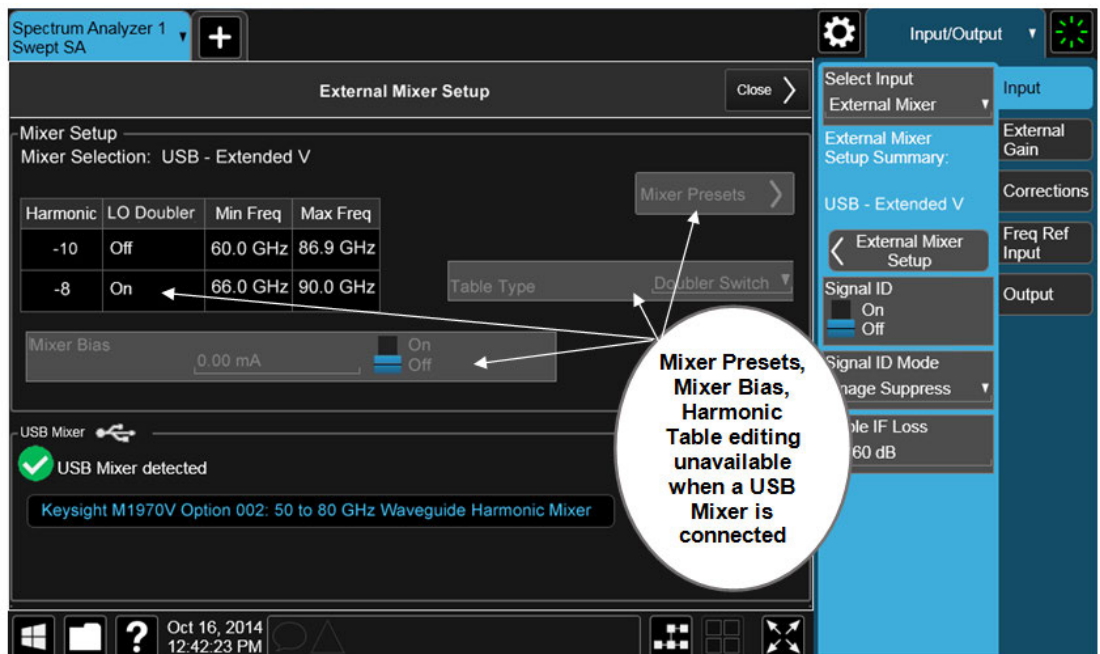 Spectrum Analyzer 1
Swept SA
Input/Output
External Mixer Setup
Close
Mixer Setup
Mixer Selection: USB - Extended V
Mixer Presets
Harmonic LO Doubler Min Freq Max Freq
-10 Off 60.0 GHz 86.9 GHz
-8 On 66.0 GHz 90.0 GHz
Table Type Doubler Switch
Mixer Bias
0.00 mA
On
Off
USB Mixer
USB Mixer detected
Keysight M1970V Option 002: 50 to 80 GHz Waveguide Harmonic Mixer
Mixer Presets,
Mixer Bias,
Harmonic
Table editing
unavailable
when a USB
Mixer is
connected
Select Input
External Mixer
External Mixer
Setup Summary:
USB - Extended V
External Mixer
Setup
Signal ID
On
Off
Signal ID Mode
Suppress
IF Loss
60 dB
Input
External
Gain
Corrections
Freq Ref
Input
Output
?
Oct 16, 2014
12:42:23 PM